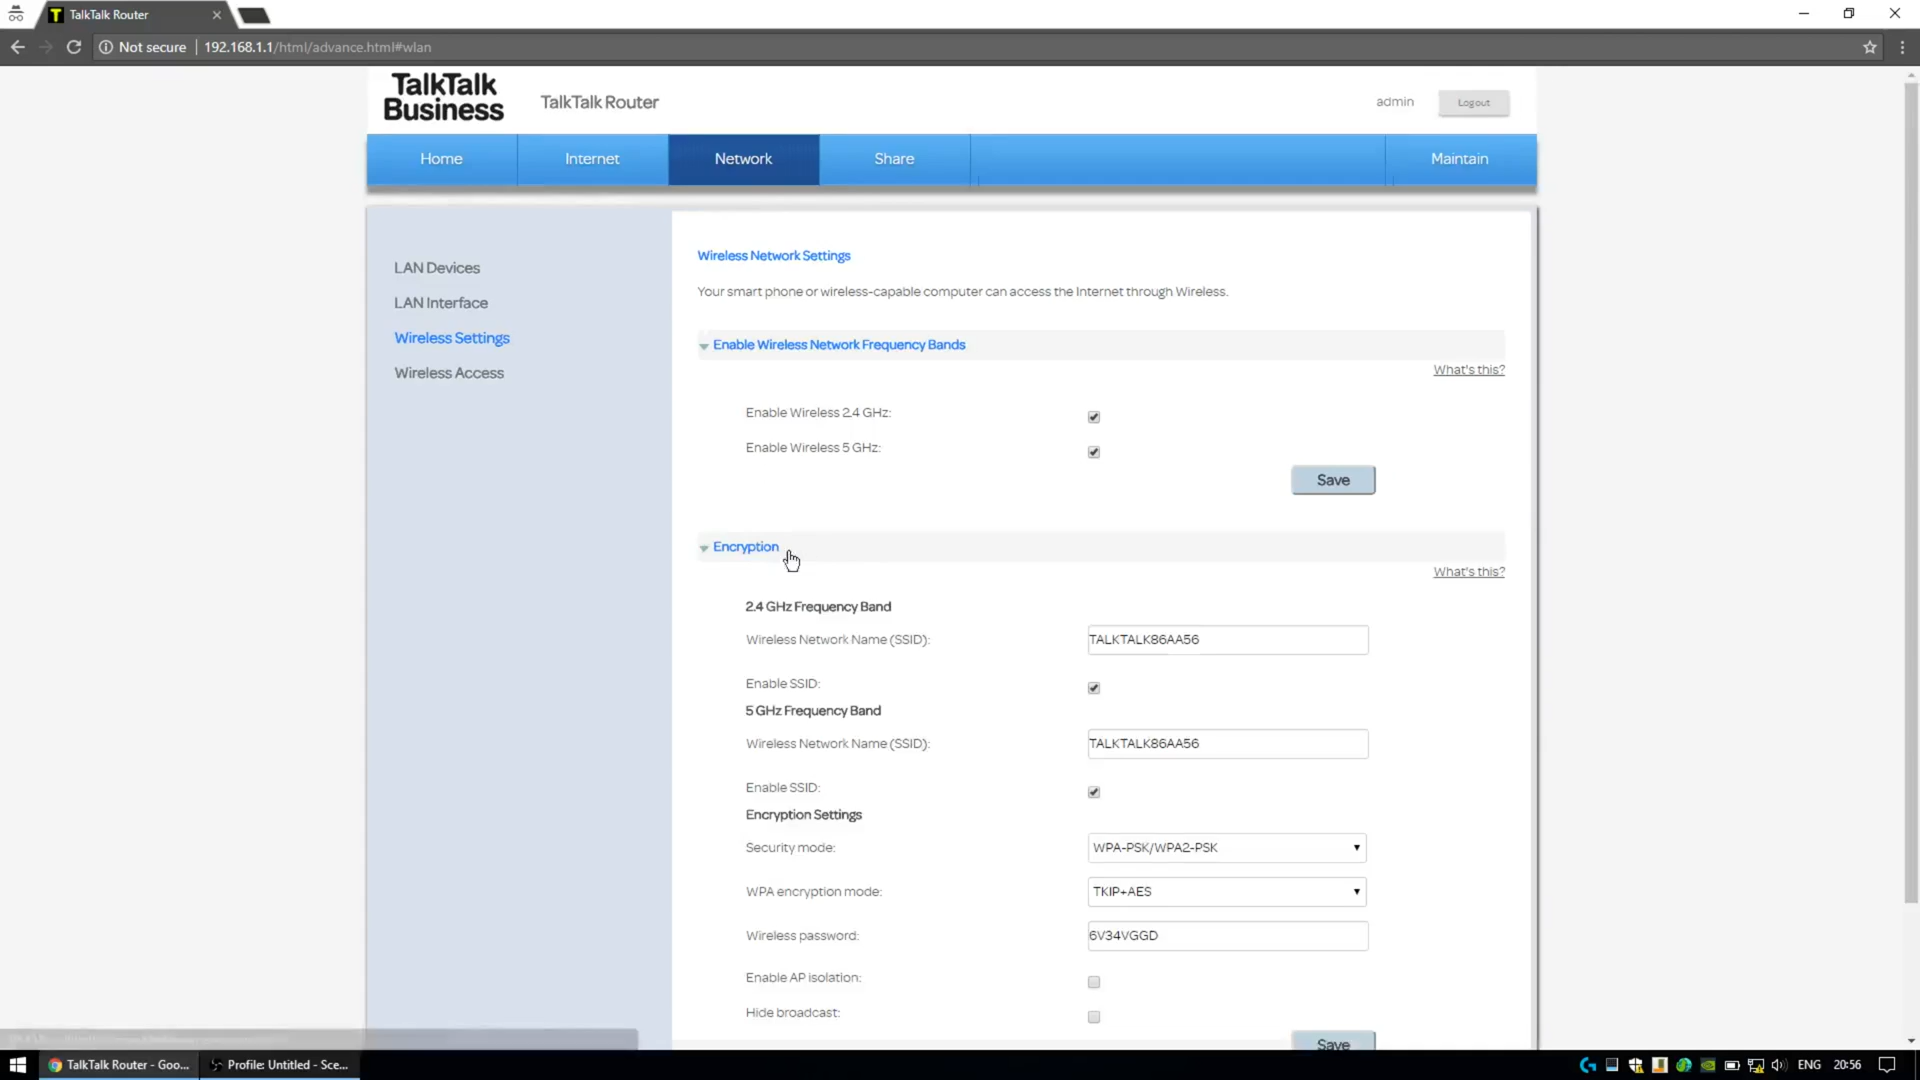 TalkTalk Router
Not secure
192.168.1.1/html/advance.html#wlan
TalkTalk
Business
TalkTalk Router
admin
Logout
Home
Internet
Network
Share
Maintain
LAN Devices
LAN Interface
Wireless Settings
Wireless Access
Wireless Network Settings
Your smart phone or wireless-capable computer can access the Internet through Wireless.
Enable Wireless Network Frequency Bands
What's this?
Enable Wireless 2.4 GHz:
Enable Wireless 5 GHz:
Save
Encryption
What's this?
2.4 GHz Frequency Band
Wireless Network Name (SSID):
TALKTALK86AA56
Enable SSID:
5 GHz Frequency Band
Wireless Network Name (SSID):
TALKTALK86AA56
Enable SSID:
Encryption Settings
Security mode:
WPA-PSK/WPA2-PSK
WPA encryption mode:
TKIP+AES
Wireless password:
6V34VGGD
Enable AP isolation:
Hide broadcast:
Save
TalkTalk Router - Goo...
Profile: Untitled - Sce...
ENG
20:56